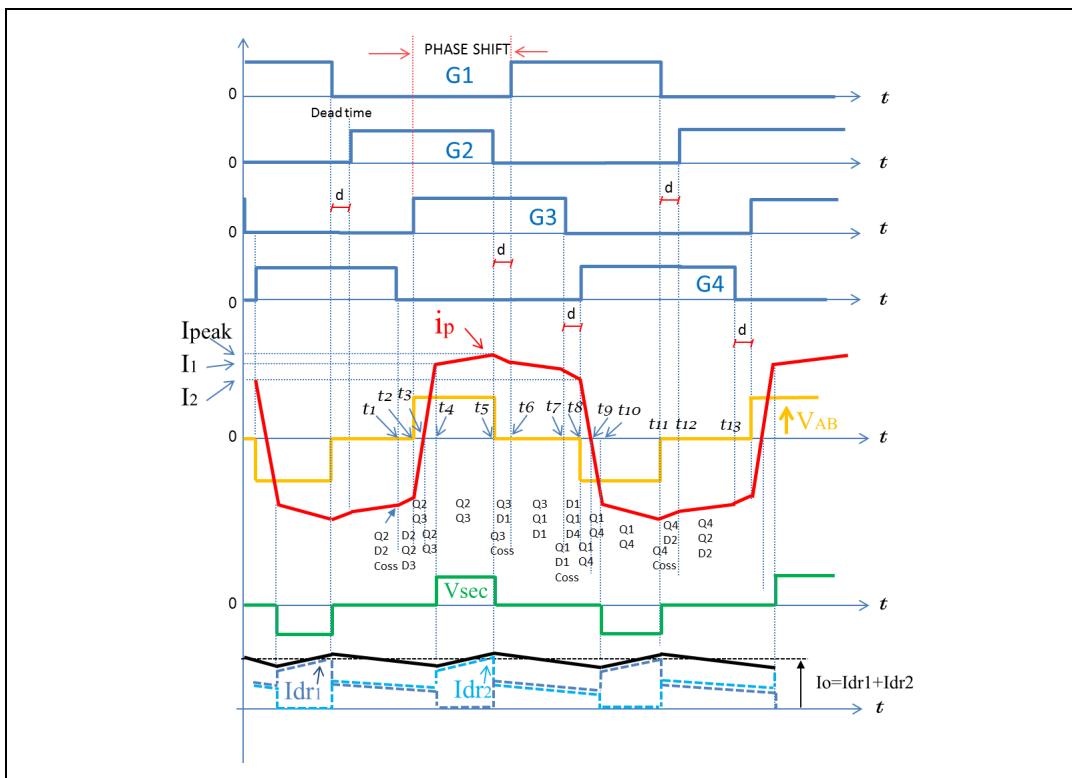 PHASE SHIFT
G1
0
t
Dead time
G2
0
t
d
d
G3
0
t
d
G4
0
t
Ipeak
ip
d
d
I1
I2
t1
t2
t3
t4
t5
t6
t7
t8
t9
t10
t11
t12
t13
VAB
0
t
Q2
D2
Coss
D2
Q2
D3
Q2
Q3
Q2
Q3
Q2
Q3
Q3
D1
Q3
Coss
Q3
Q1
D1
Q1
D1
Coss
D1
Q1
D4
Q1
Q4
Q1
Q4
Q1
Q4
Q4
D2
Q4
Coss
Q4
Q2
D2
Vsec
0
t
Idr1
Idr2
Io=Idr1+Idr2
t